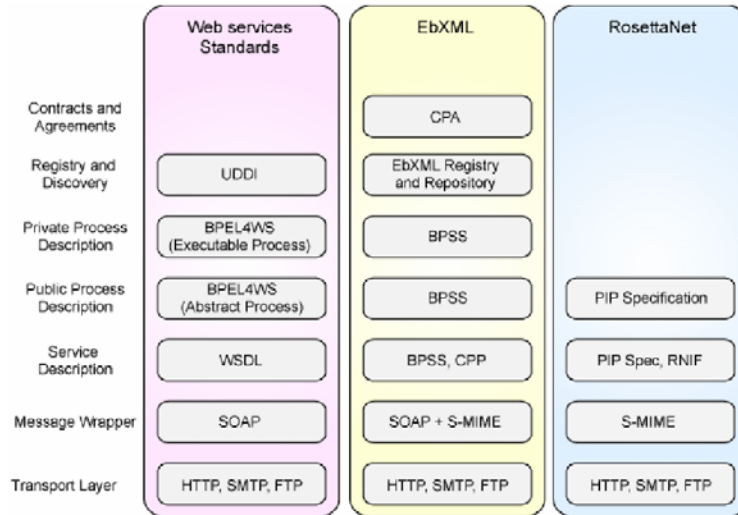 Web services
Standards
EbXML
RosettaNet
Contracts and
Agreements
CPA
Registry and
Discovery
UDDI
EbXML Registry
and Repository
Private Process
Description
BPEL4WS
(Executable Process)
BPSS
Public Process
Description
BPEL4WS
(Abstract Process)
BPSS
PIP Specification
Service
Description
WSDL
BPSS, CPP
PIP Spec, RNIF
Message Wrapper
SOAP
SOAP + S-MIME
S-MIME
Transport Layer
HTTP, SMTP, FTP
HTTP, SMTP, FTP
HTTP, SMTP, FTP